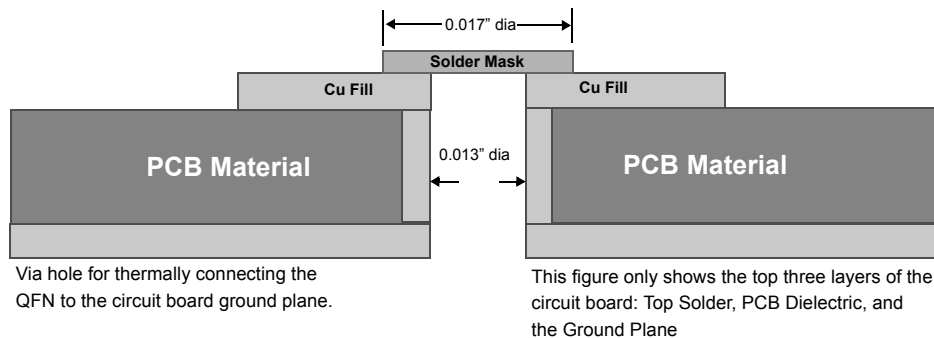 0.017” dia
Solder Mask
Cu Fill
Cu Fill
PCB Material
0.013” dia
PCB Material
Via hole for thermally connecting the
QFN to the circuit board ground plane.
This figure only shows the top three layers of the
circuit board: Top Solder, PCB Dielectric, and
the Ground Plane